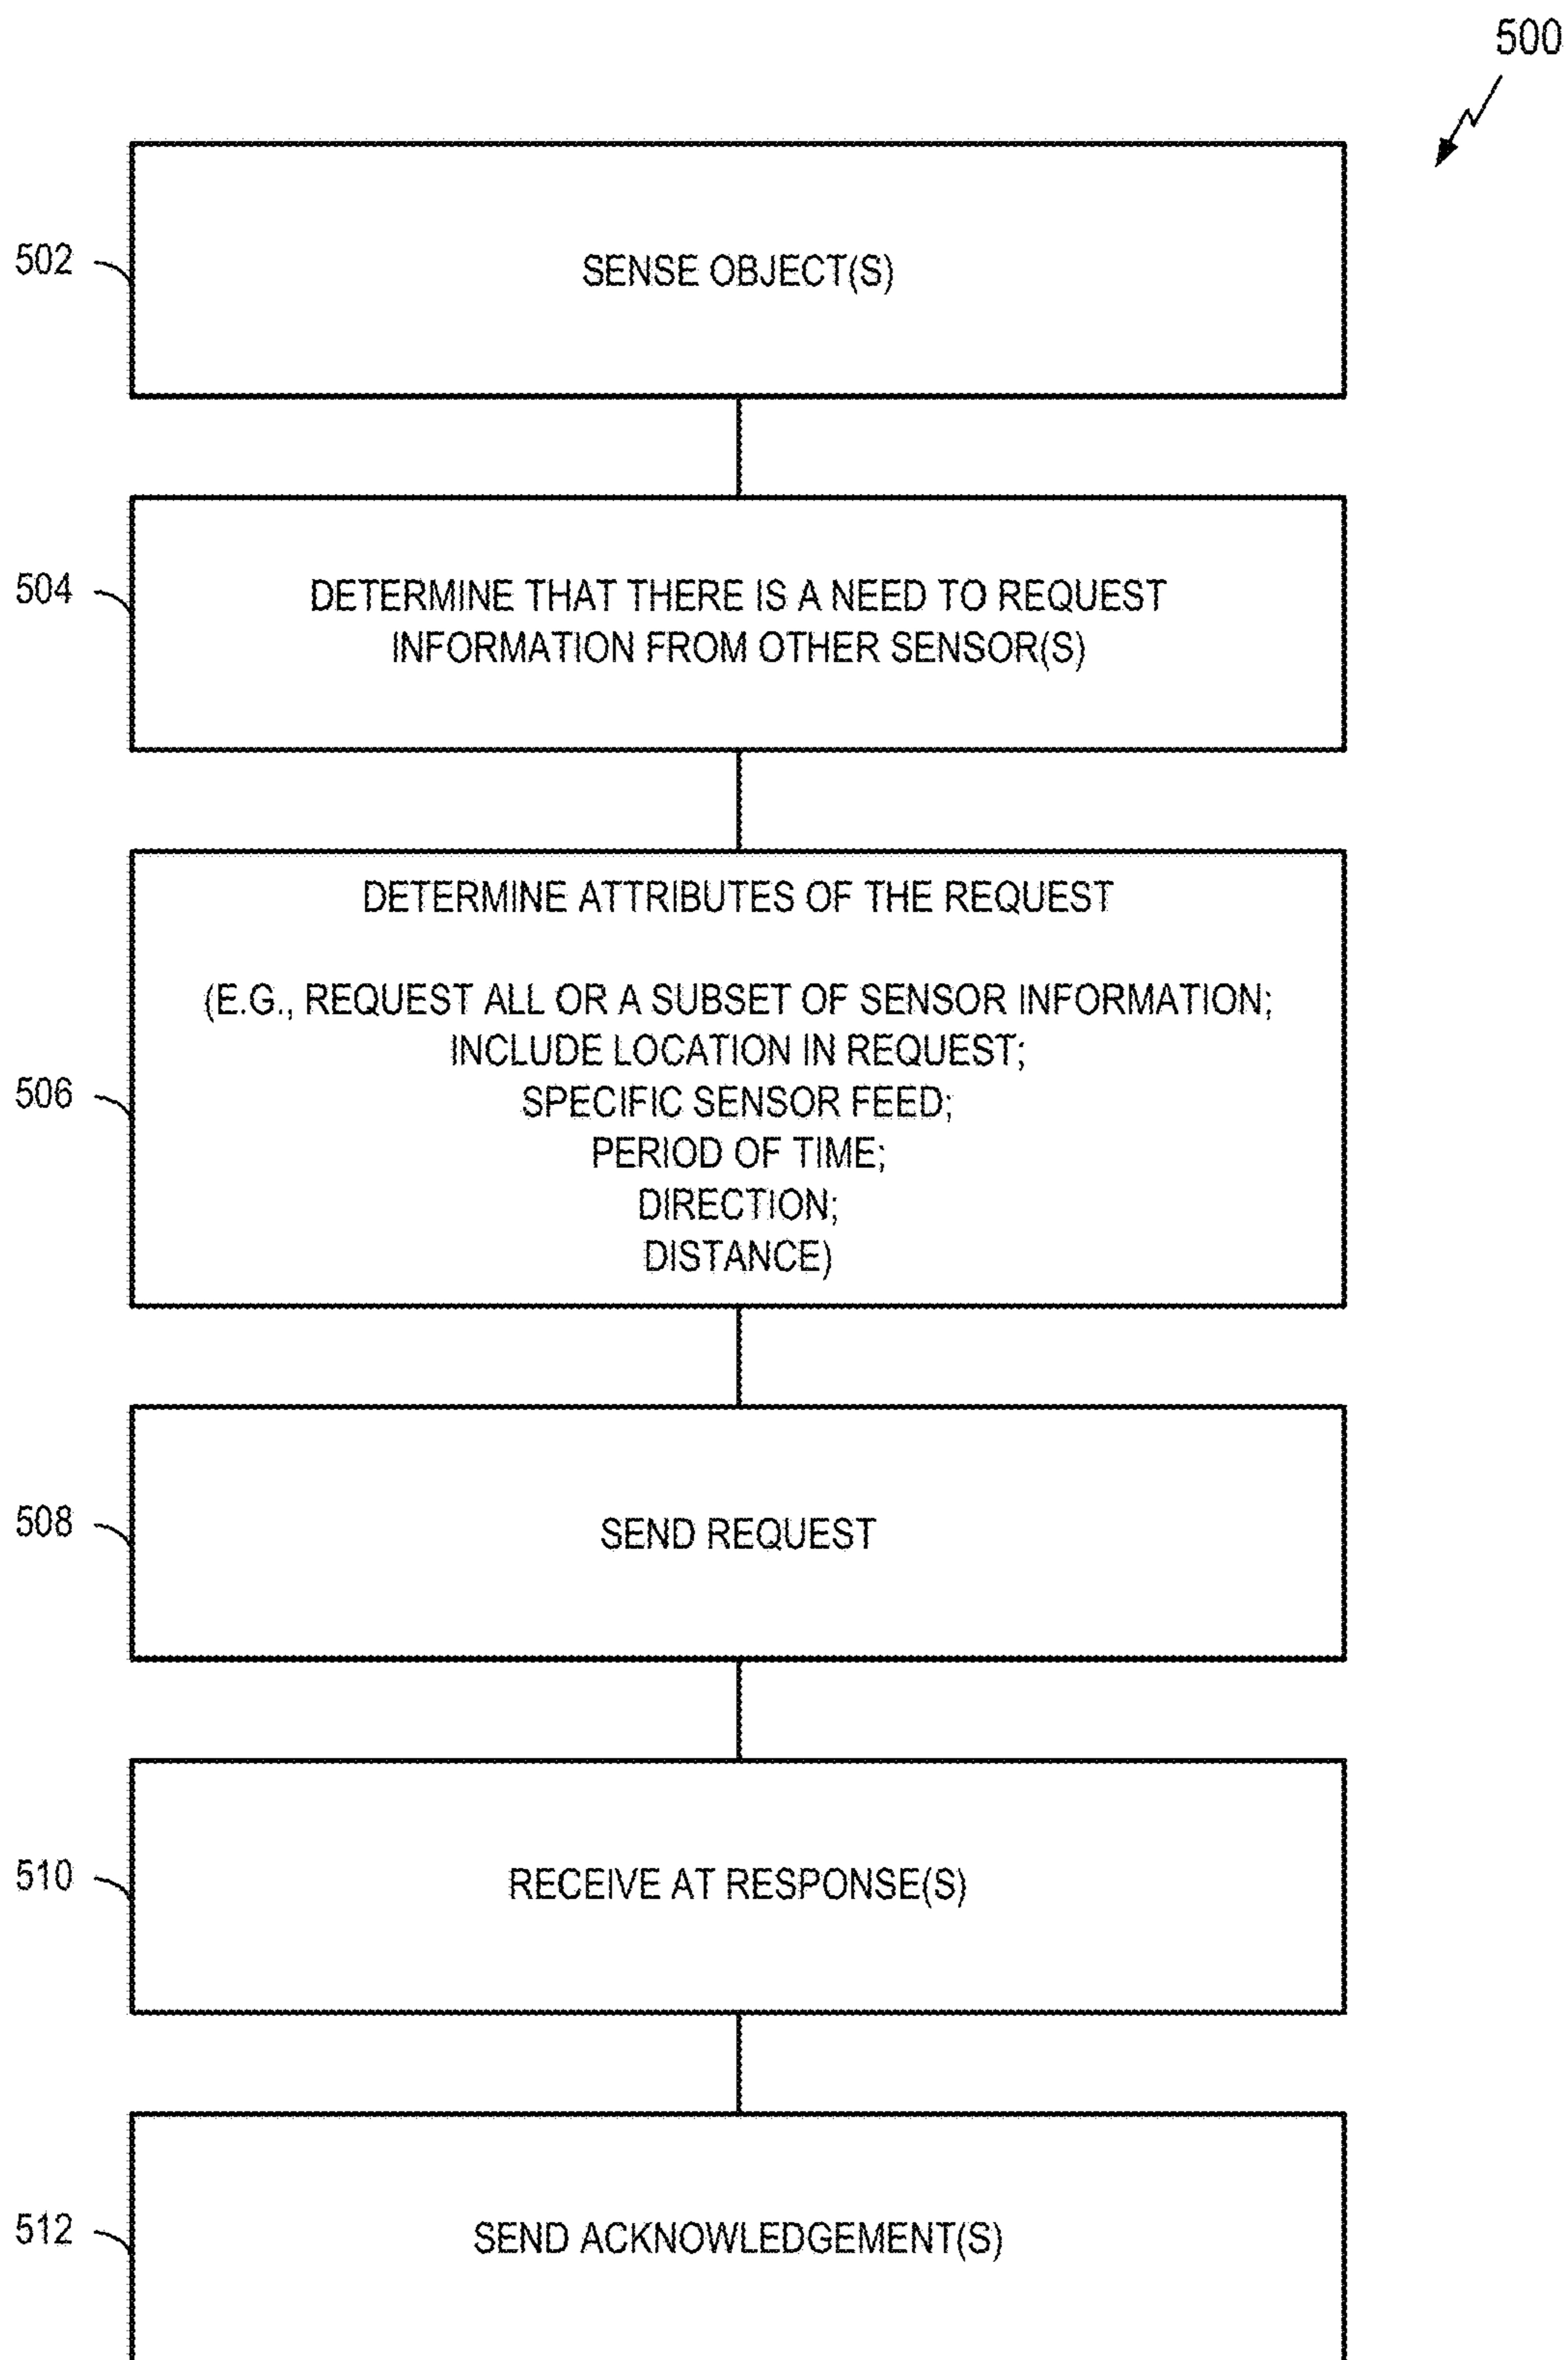 500
502
SENSE OBJECT(S)
504
DETERMINE THAT THERE IS A NEED TO REQUEST
INFORMATION FROM OTHER SENSOR(S)
DETERMINE ATTRIBUTES OF THE REQUEST
(E.G., REQUEST ALL OR A SUBSET OF SENSOR INFORMATION;
INCLUDE LOCATION IN REQUEST;
506
SPECIFIC SENSOR FEED;
PERIOD OF TIME;
DIRECTION;
DISTANCE)
508
SEND REQUEST
510
RECEIVE AT RESPONSE(S)
512
SEND ACKNOWLEDGEMENT(S)